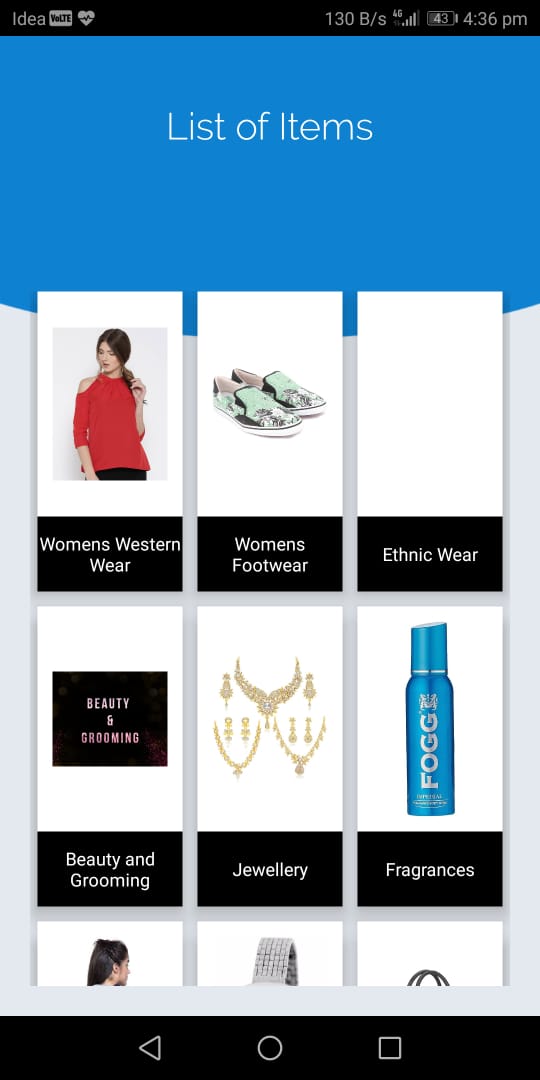 Idea VoLTE 130 B/s 4G 43 4:36 pm
List of Items
Womens Western
Wear
Womens
Footwear
Ethnic Wear
BEAUTY
&
GROOMING
FOGG
IMPERIAL
Beauty and
Grooming
Jewellery
Fragrances